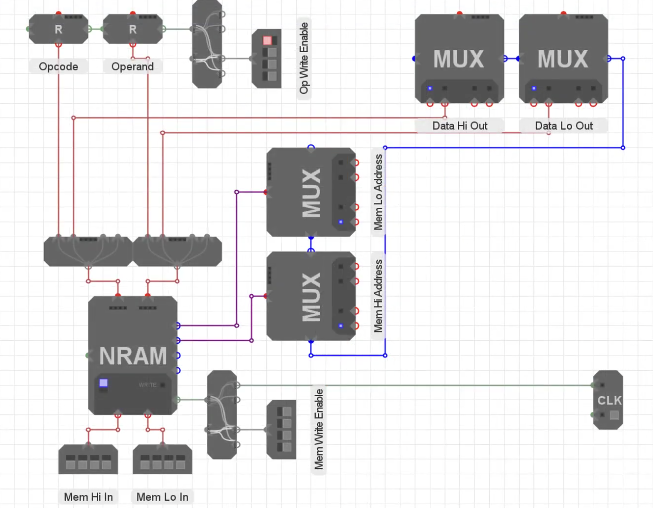 R
R
Opcode
Operand
Op Write Enable
MUX
MUX
Data Hi Out
Data Lo Out
MUX
Mem Lo Address
MUX
Mem Hi Address
NRAM
CLK
Mem Write Enable
Mem Hi In
Mem Lo In